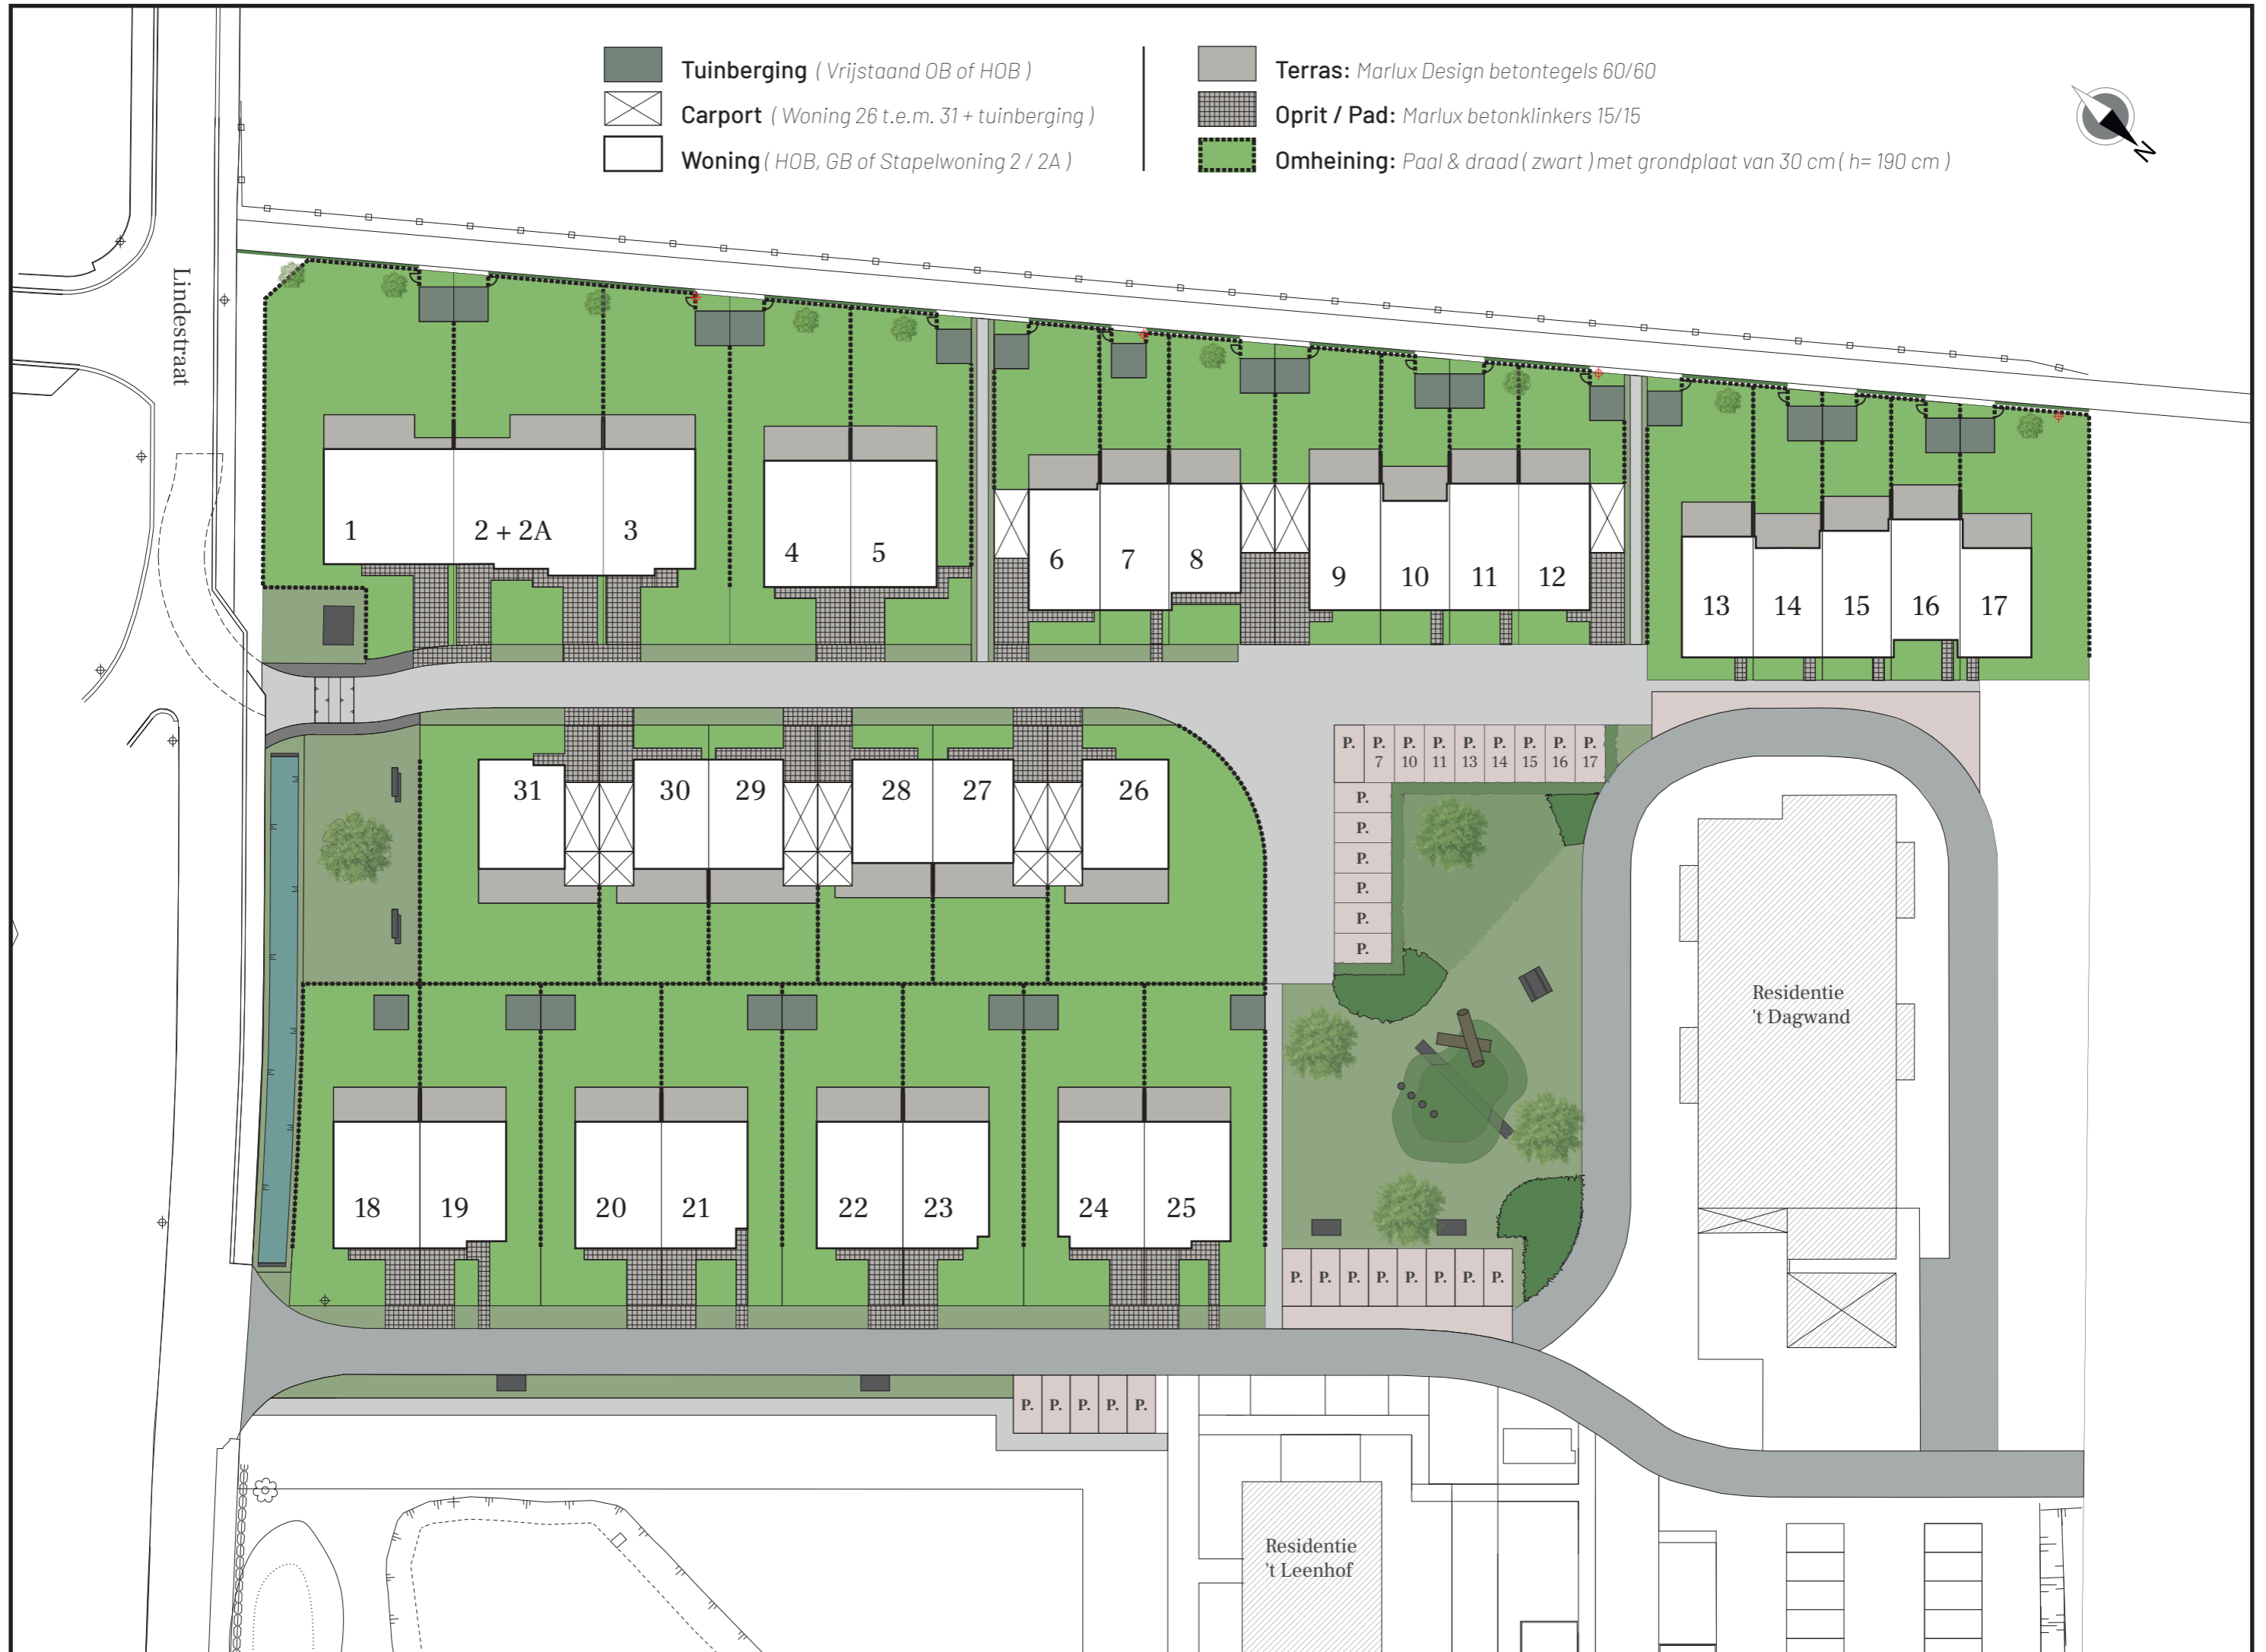 Tuinberging ( Vrijstaand OB of HOB )
Carport ( Woning 26 t.e.m. 31 + tuinberging )
Woning ( HOB, GB of Stapelwoning 2 / 2A )
Terras: Marlux Design betontegels 60/60
Oprit / Pad: Marlux betonklinkers 15/15
Omheining: Paal & draad ( zwart ) met grondplaat van 30 cm ( h= 190 cm )
N
Lindestraat
1
2 + 2A
3
4
5
6
7
8
9
10
11
12
13
14
15
16
17
31
30
29
28
27
26
P.
P. 7
P. 10
P. 11
P. 13
P. 14
P. 15
P. 16
P. 17
P.
P.
P.
P.
P.
P.
Residentie
't Dagwand
18
19
20
21
22
23
24
25
P.
P.
P.
P.
P.
P.
P.
P.
P.
P.
P.
P.
P.
Residentie
't Leenhof